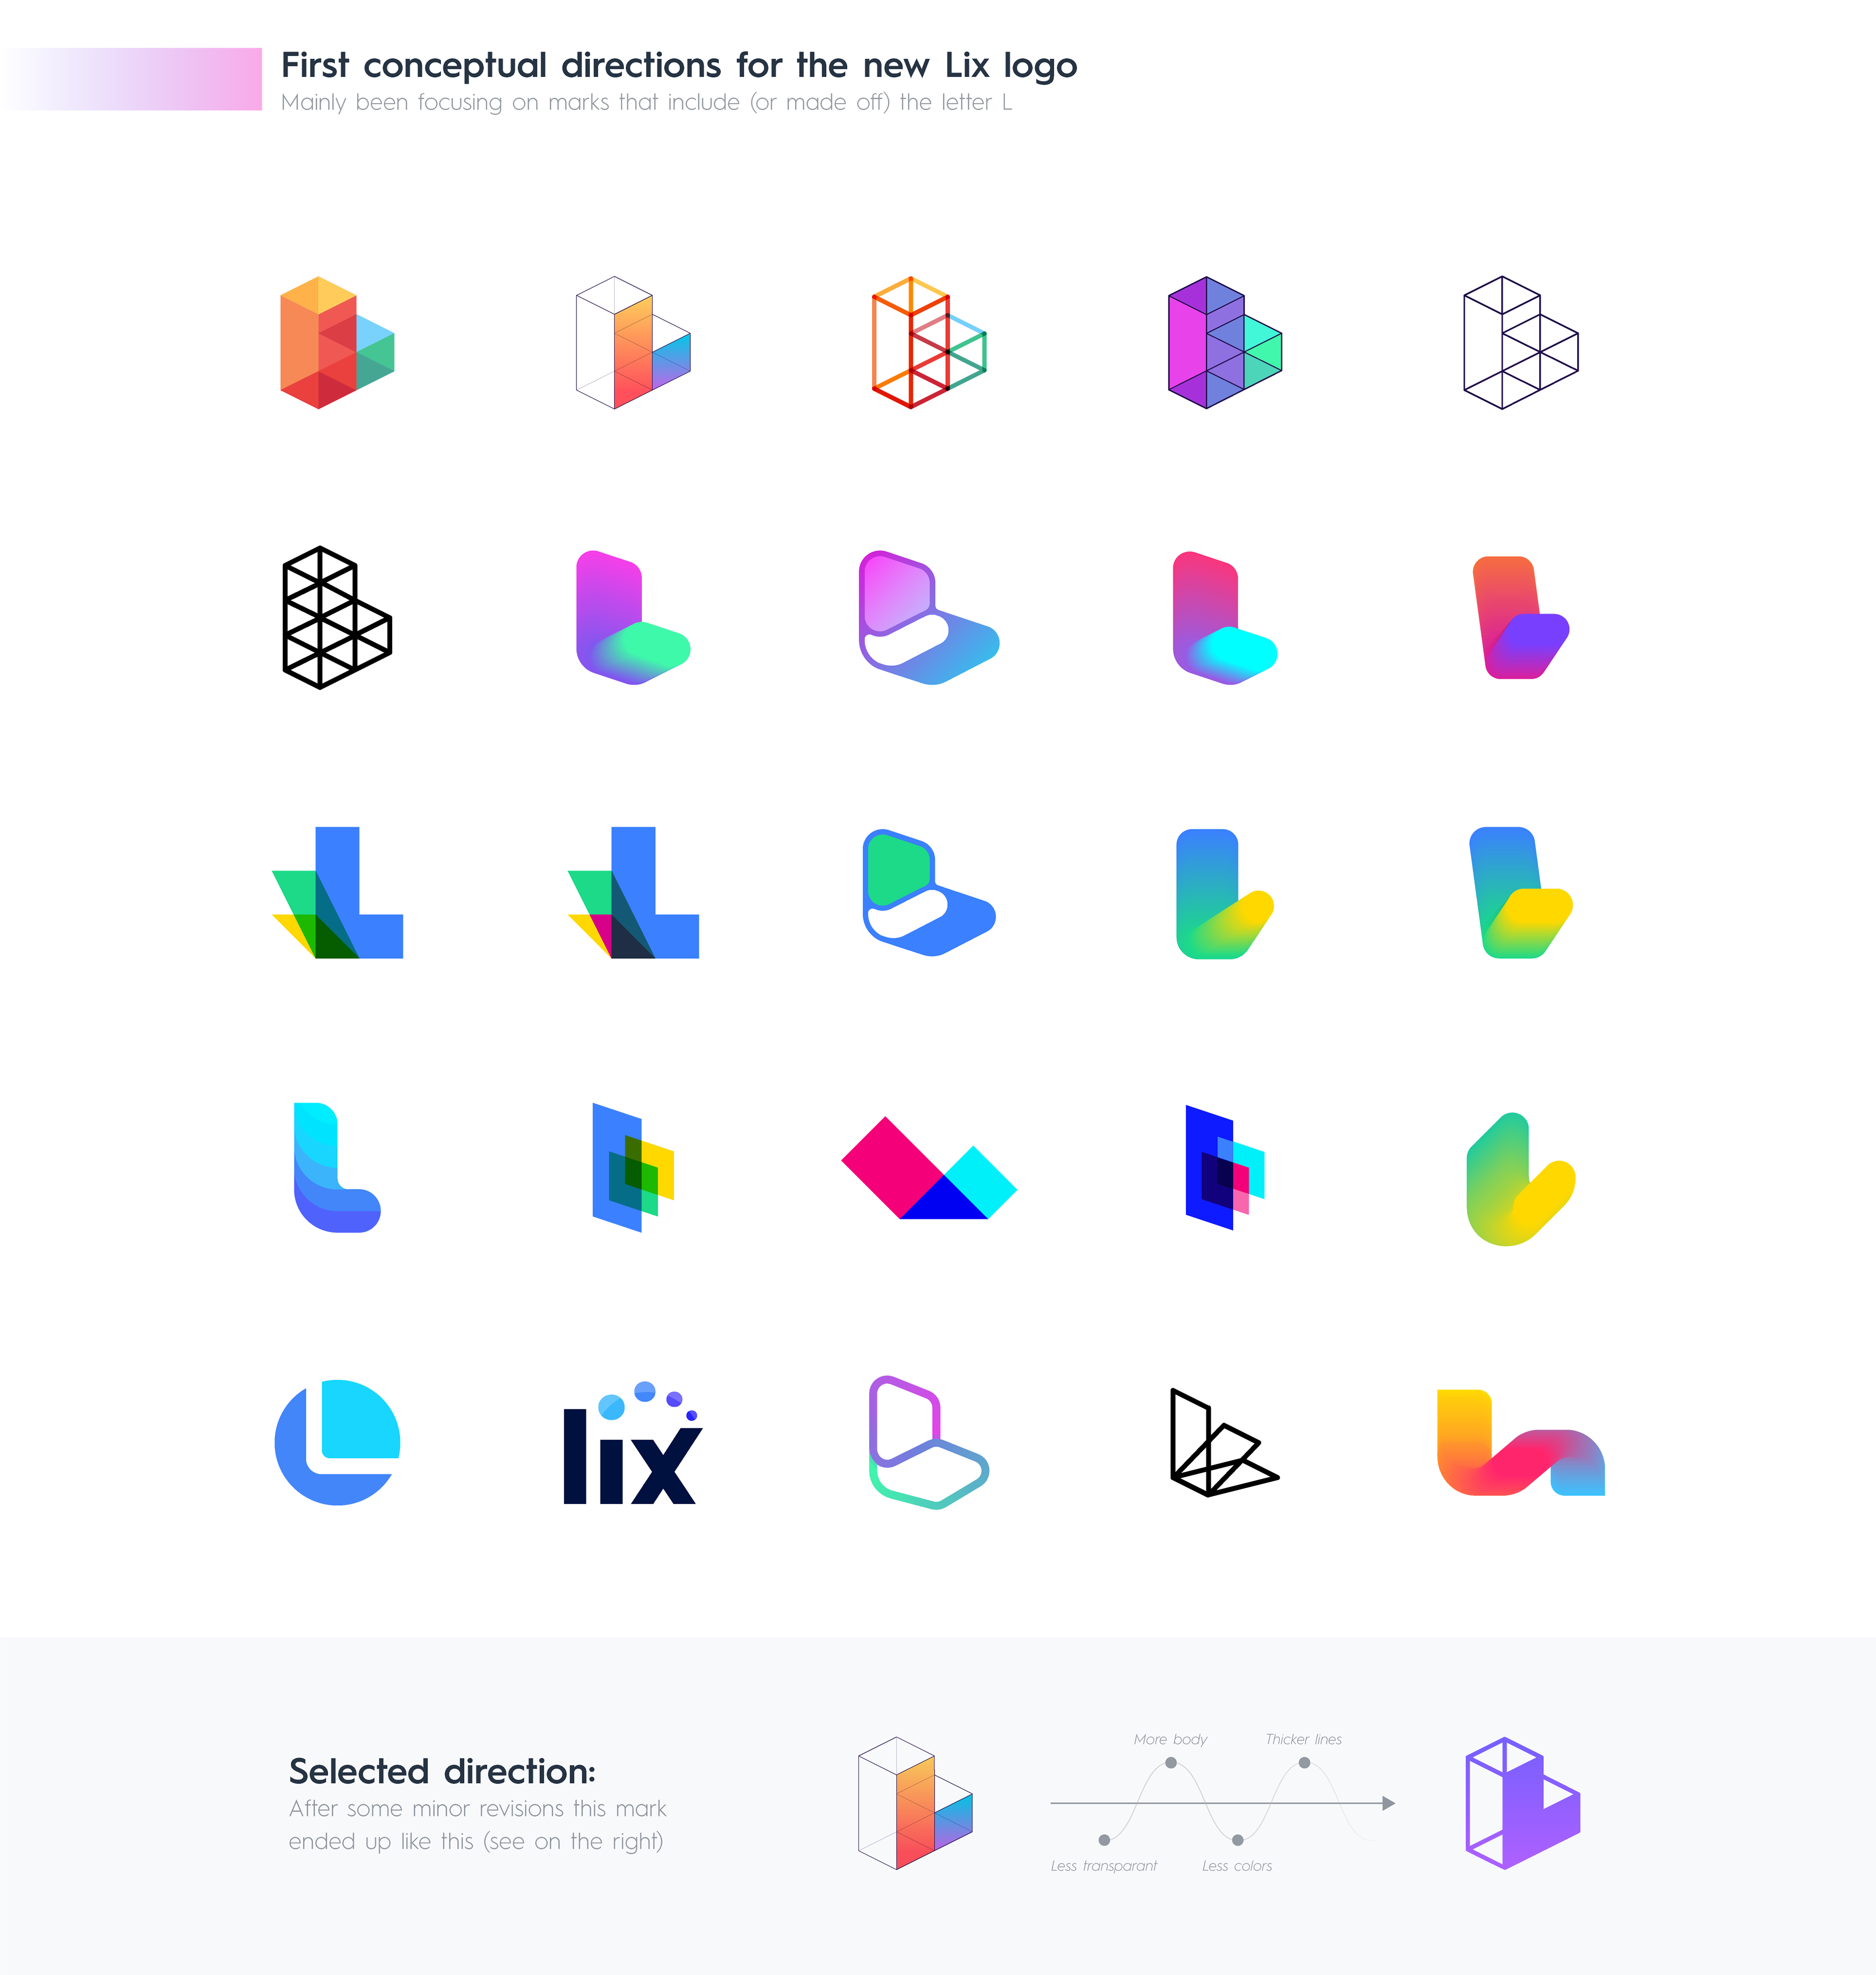 First conceptual directions for the new Lix logo
Mainly been focusing on marks that include (or made off) the letter L
lix
Selected direction:
After some minor revisions this mark
ended up like this (see on the right)
More body
Thicker lines
Less transparant
Less colors